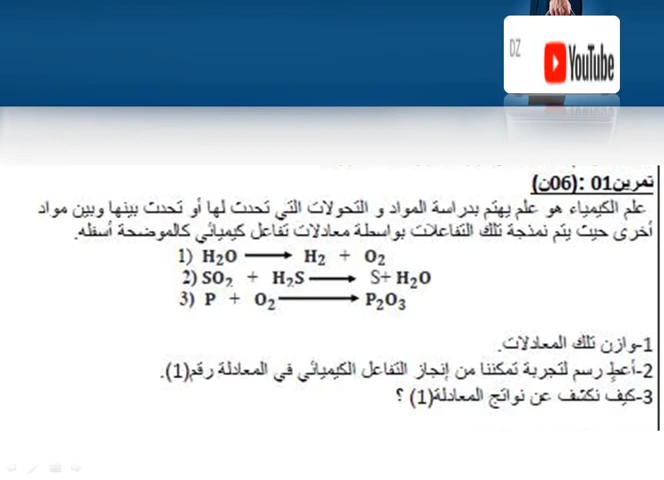 DZ
YouTube
تمرين01 :(06ن)
علم الكيمياء هو علم يهتم بدراسة المواد و التحولات التي تحدث لها أو تحدث بينها وبين مواد
أخرى حيث يتم نمذجة تلك التفاعلات بواسطة معادلات تفاعل كيميائي كالموضحة أسفله.
1) H₂O ⟶ H₂ + O₂
2) SO₂ + H₂S ⟶ S+ H₂O
3) P + O₂ ⟶ P₂O₃
1-وازن تلك المعادلات.
2-أعطِ رسم لتجربة تمكننا من إنجاز التفاعل الكيميائي في المعادلة رقم(1).
3-كيف نكشف عن نواتج المعادلة(1) ؟